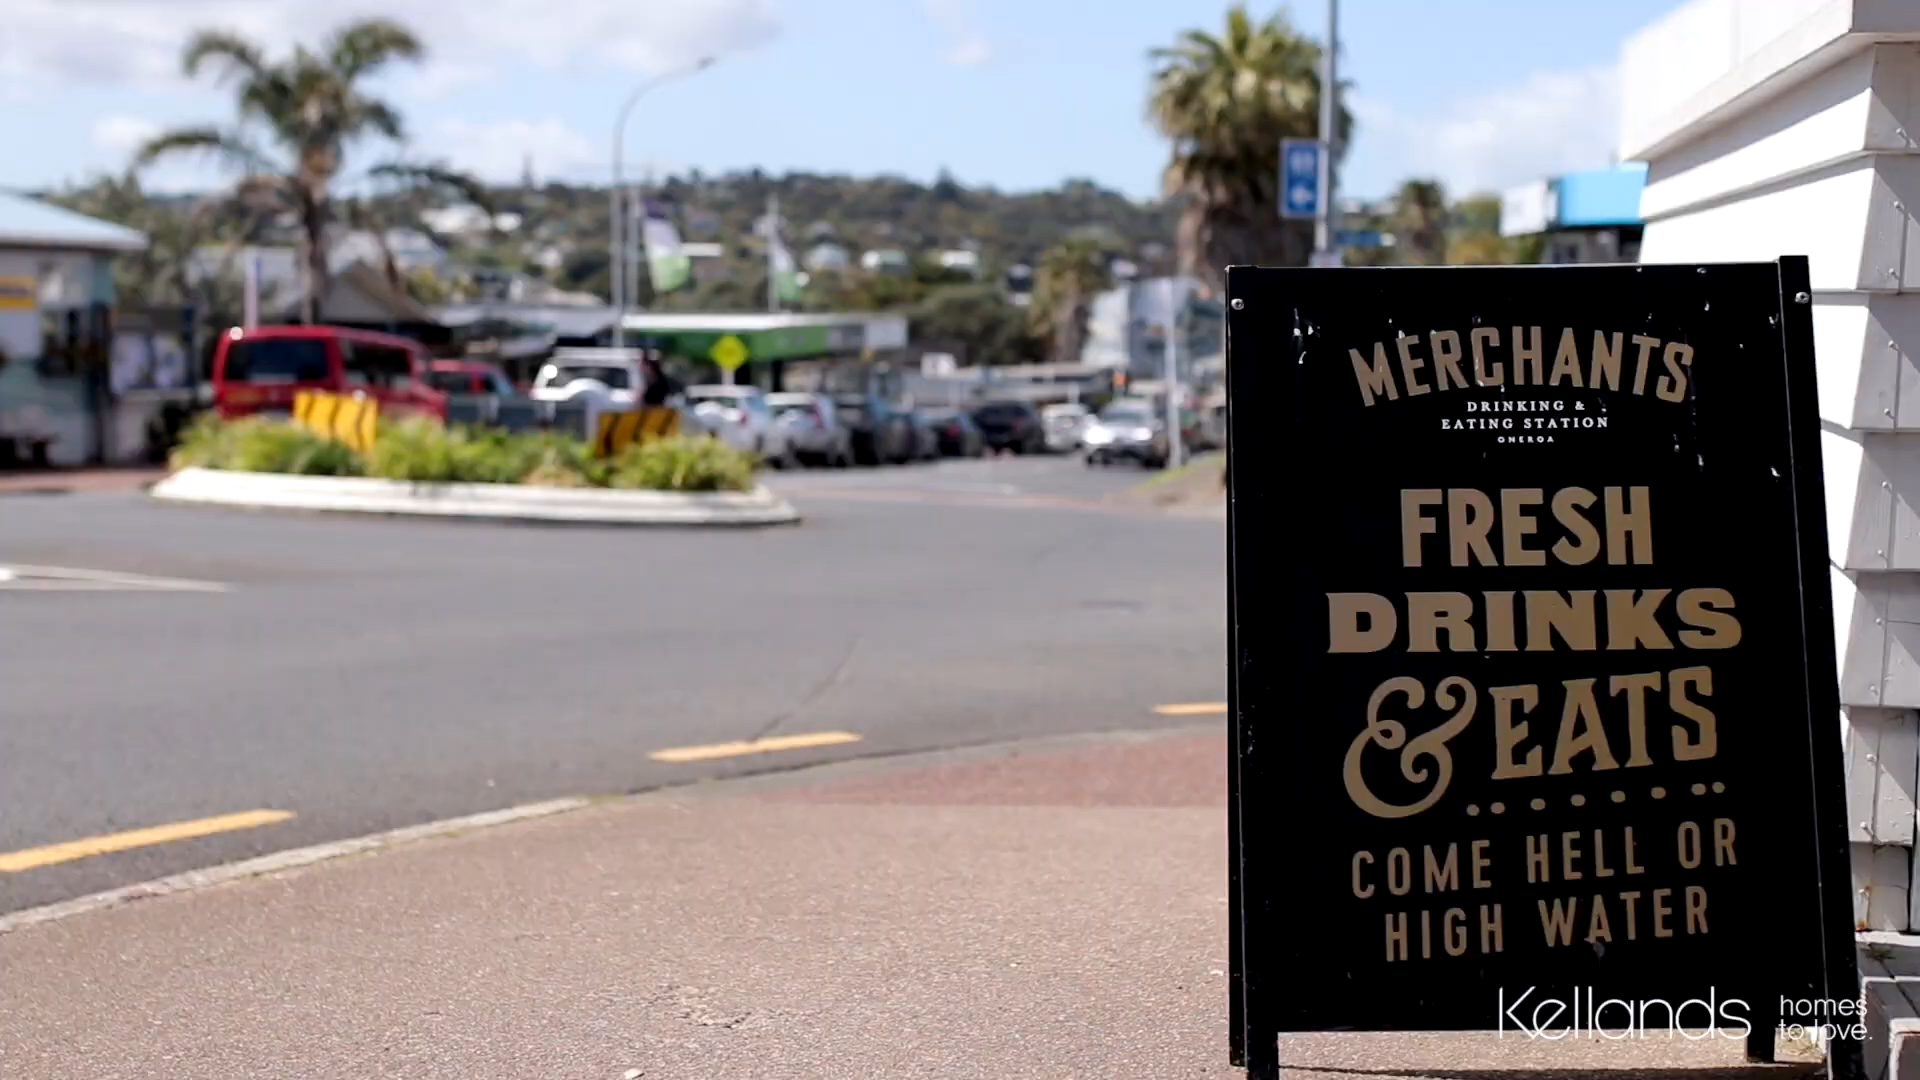 MERCHANTS
DRINKING &
EATING STATION
ONEROA
FRESH
DRINKS
& EATS
COME HELL OR
HIGH WATER
Kellands
homes
to love.